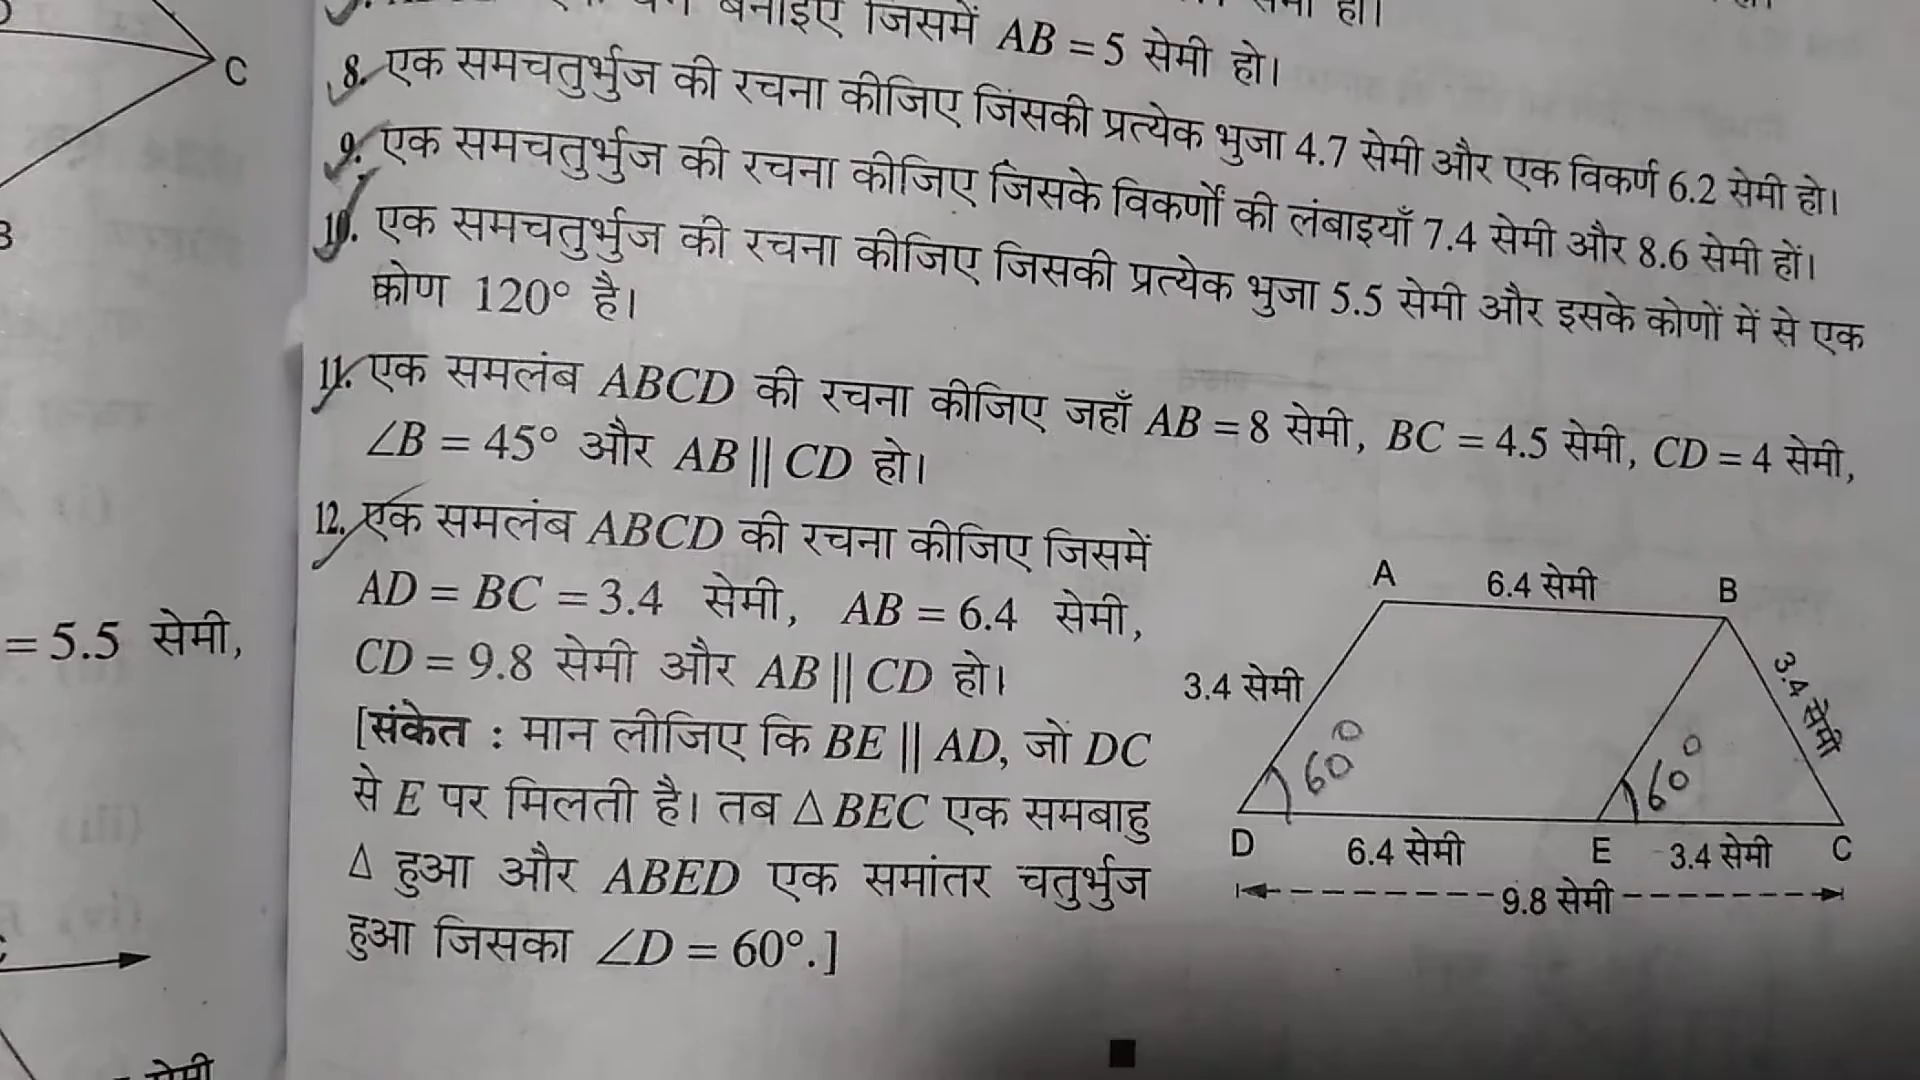 बनाइए जिसमें AB = 5 सेमी हो।
8. एक समचतुर्भुज की रचना कीजिए जिसकी प्रत्येक भुजा 4.7 सेमी और एक विकर्ण 6.2 सेमी हो।
9. एक समचतुर्भुज की रचना कीजिए जिसके विकर्णों की लंबाइयाँ 7.4 सेमी और 8.6 सेमी हों।
10. एक समचतुर्भुज की रचना कीजिए जिसकी प्रत्येक भुजा 5.5 सेमी और इसके कोणों में से एक
कोण 120° है।
11. एक समलंब ABCD की रचना कीजिए जहाँ AB = 8 सेमी, BC = 4.5 सेमी, CD = 4 सेमी,
∠B = 45° और AB || CD हो।
12. एक समलंब ABCD की रचना कीजिए जिसमें
AD = BC = 3.4 सेमी, AB = 6.4 सेमी,
CD = 9.8 सेमी और AB || CD हो।
[संकेत : मान लीजिए कि BE || AD, जो DC
से E पर मिलती है। तब △BEC एक समबाहु
△ हुआ और ABED एक समांतर चतुर्भुज
हुआ जिसका ∠D = 60°.]
A 6.4 सेमी B
3.4 सेमी
3.4 सेमी
60°
60°
D 6.4 सेमी E 3.4 सेमी C
9.8 सेमी
C
B
= 5.5 सेमी,
सेमी